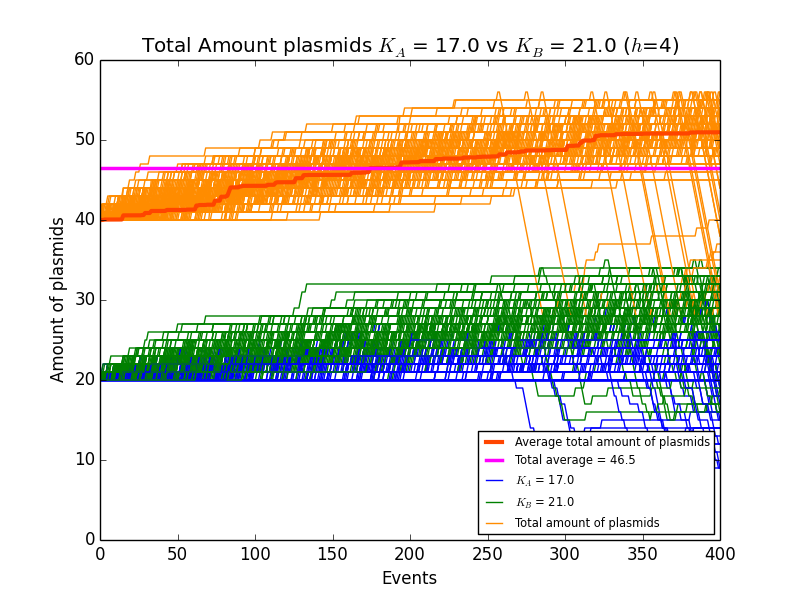 Total Amount plasmids K_A = 17.0 vs K_B = 21.0 (h=4)
60
50
40
30
20
10
0
Amount of plasmids
0 50 100 150 200 250 300 350 400
Events
Average total amount of plasmids
Total average = 46.5
K_A = 17.0
K_B = 21.0
Total amount of plasmids